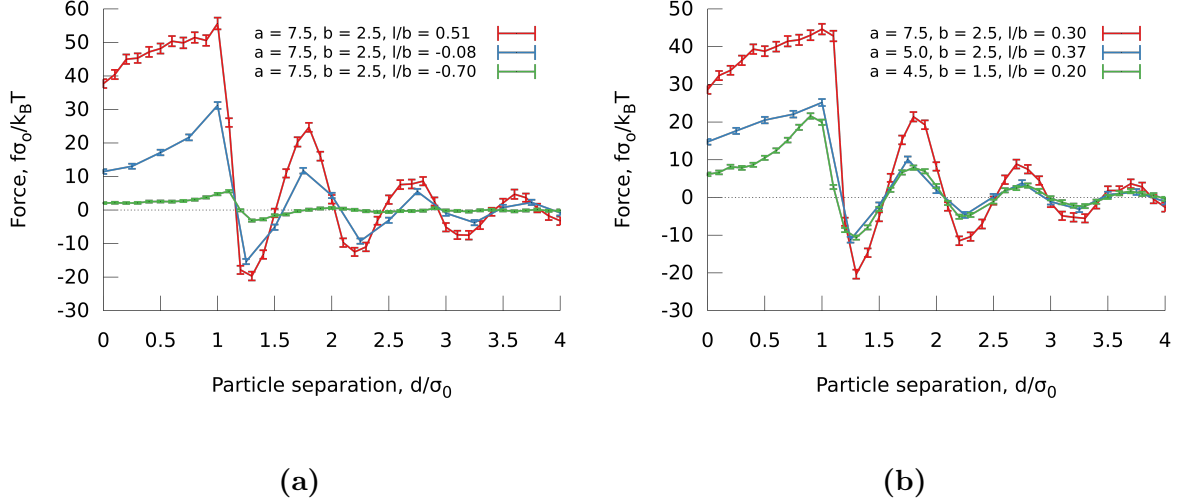 60
50
40
30
20
10
0
-10
-20
-30
0 0.5 1 1.5 2 2.5 3 3.5 4
Force, fσo/kBT
Particle separation, d/σ0
a = 7.5, b = 2.5, l/b = 0.51
a = 7.5, b = 2.5, l/b = -0.08
a = 7.5, b = 2.5, l/b = -0.70
(a)
50
40
30
20
10
0
-10
-20
-30
0 0.5 1 1.5 2 2.5 3 3.5 4
Force, fσo/kBT
Particle separation, d/σ0
a = 7.5, b = 2.5, l/b = 0.30
a = 5.0, b = 2.5, l/b = 0.37
a = 4.5, b = 1.5, l/b = 0.20
(b)